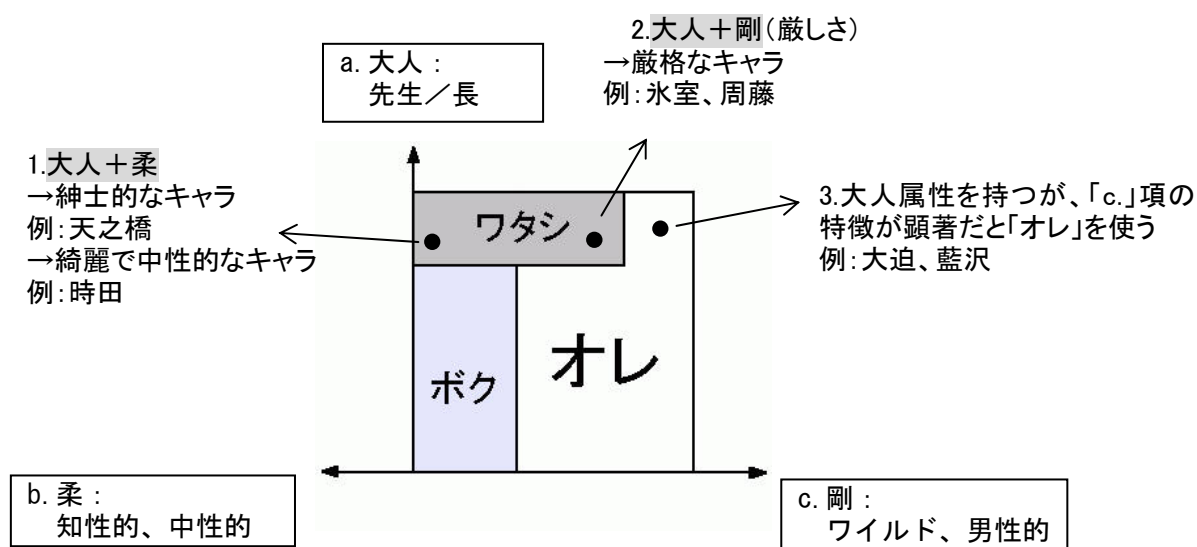 a. 大人：
先生／長
2.大人＋剛(厳しさ)
→厳格なキャラ
例：氷室、周藤
1.大人＋柔
→紳士的なキャラ
例：天之橋
→綺麗で中性的なキャラ
例：時田
3.大人属性を持つが、「c.」項の
特徴が顕著だと「オレ」を使う
例：大迫、藍沢
ワタシ
ボク
オレ
b. 柔：
知性的、中性的
c. 剛：
ワイルド、男性的